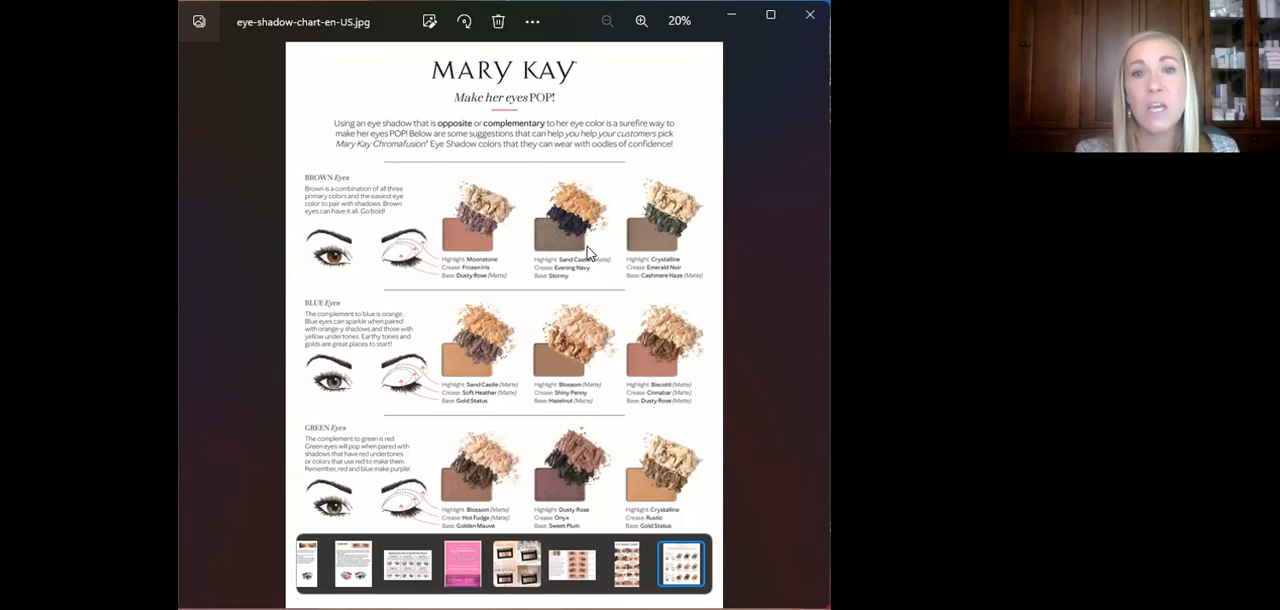 eye-shadow-chart-en-US.jpg
20%
MARY KAY
Make her eyes POP!
Using an eye shadow that is opposite or complementary to her eye color is a surefire way to
make her eyes POP! Below are some suggestions that can help you help your customers pick
Mary Kay Chromafusion® Eye Shadow colors that they can wear with oodles of confidence!
BROWN Eyes
Brown is a combination of all three
primary colors and the easiest eye
color to pair with shadows. Brown
eyes can have it all. Go bold!
Highlight: Moonstone
Crease: Frozen Iris
Base: Dusty Rose (Matte)
Highlight: Sand Castle (Matte)
Crease: Evening Navy
Base: Stormy
Highlight: Crystalline
Crease: Emerald Noir
Base: Cashmere Haze (Matte)
BLUE Eyes
The complement to blue is orange.
Blue eyes can sparkle when paired
with orange-y shadows and those with
yellow undertones. Earthy tones and
golds are great places to start!
Highlight: Sand Castle (Matte)
Crease: Soft Heather (Matte)
Base: Gold Status
Highlight: Blossom (Matte)
Crease: Shiny Penny
Base: Hazelnut (Matte)
Highlight: Biscotti (Matte)
Crease: Cinnabar (Matte)
Base: Dusty Rose (Matte)
GREEN Eyes
The complement to green is red.
Green eyes will pop when paired with
shadows that have red undertones
or colors that use red to make them.
Remember, red and blue make purple!
Highlight: Blossom (Matte)
Crease: Hot Fudge (Matte)
Base: Golden Mauve
Highlight: Dusty Rose
Crease: Onyx
Base: Sweet Plum
Highlight: Crystalline
Crease: Rustic
Base: Gold Status